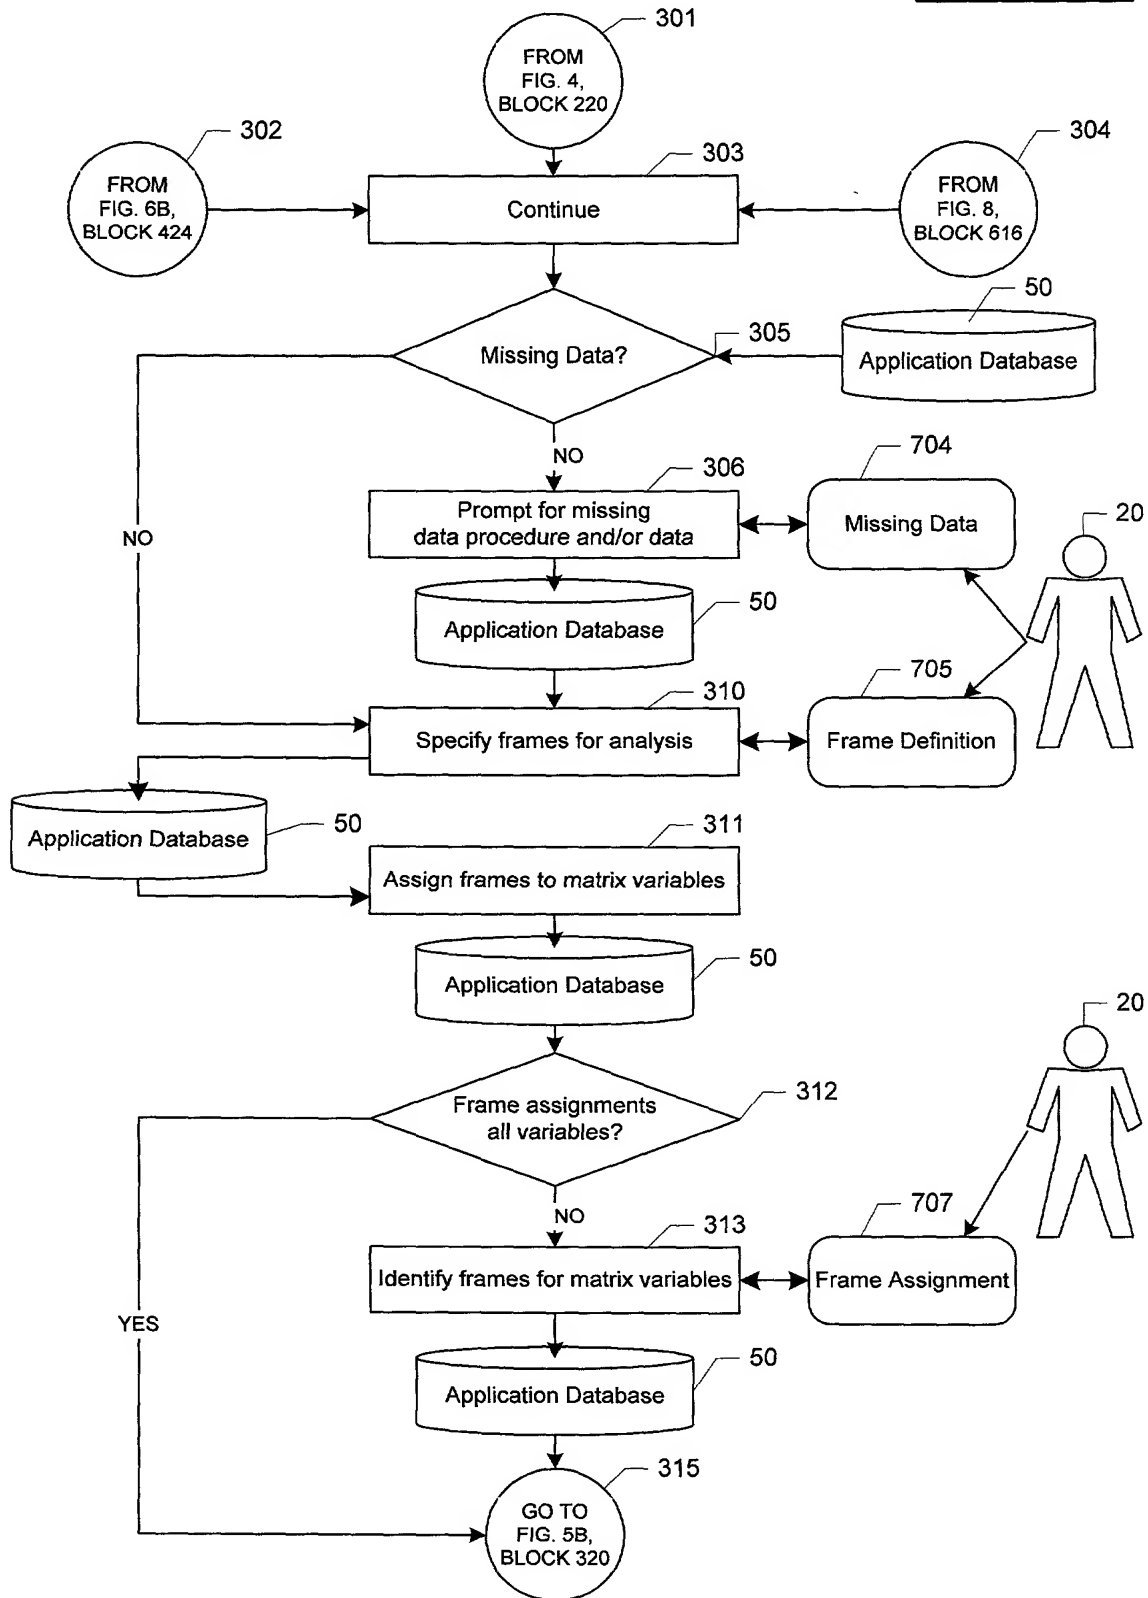 301
FROM
FIG. 4,
BLOCK 220
302
303
304
FROM
FIG. 6B,
BLOCK 424
Continue
FROM
FIG. 8,
BLOCK 616
50
305
Missing Data?
Application Database
NO
306
704
Prompt for missing
data procedure and/or data
Missing Data
20
NO
50
Application Database
310
705
Specify frames for analysis
Frame Definition
50
Application Database
311
Assign frames to matrix variables
50
Application Database
20
312
Frame assignments
all variables?
NO
313
707
Identify frames for matrix variables
Frame Assignment
YES
50
Application Database
315
GO TO
FIG. 5B,
BLOCK 320